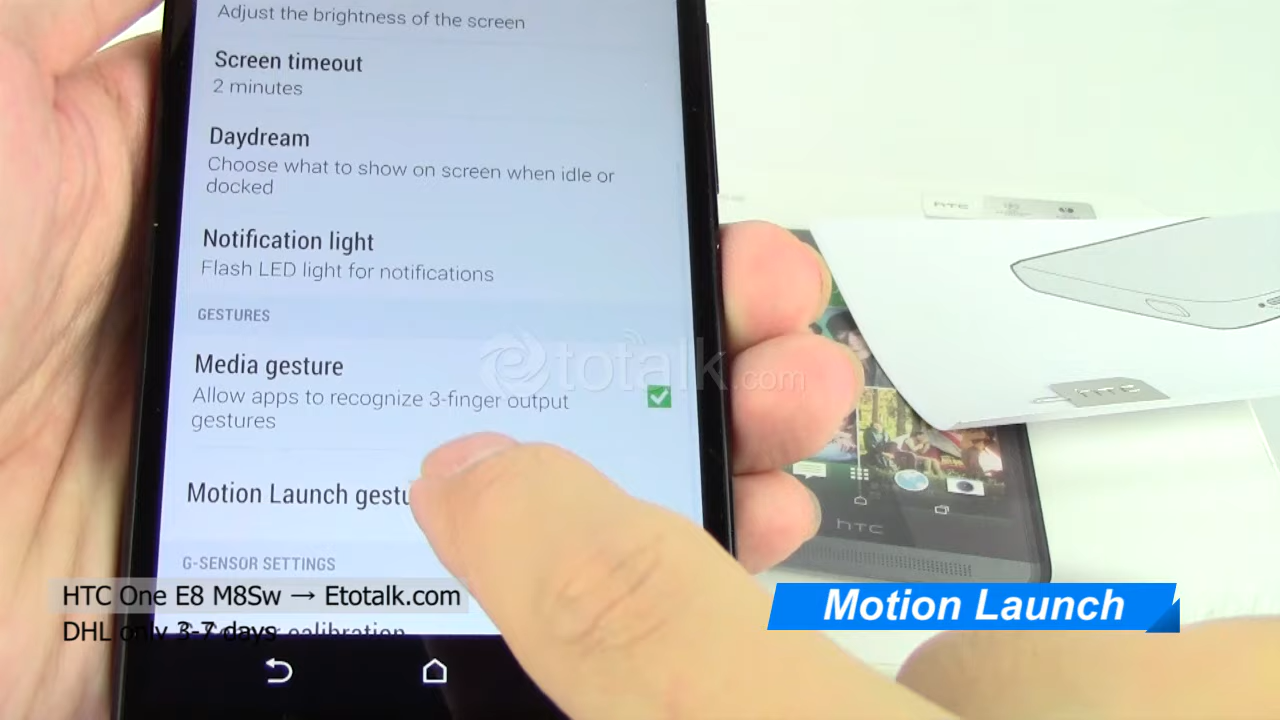 Adjust the brightness of the screen
Screen timeout
2 minutes
Daydream
Choose what to show on screen when idle or
docked
Notification light
Flash LED light for notifications
GESTURES
Media gesture
Allow apps to recognize 3-finger output
gestures
Motion Launch gestu
G-SENSOR SETTINGS
calibration
etotalk.com
hTC
hTC
hTC
HTC One E8 M8Sw → Etotalk.com
DHL only 3-7 days
Motion Launch